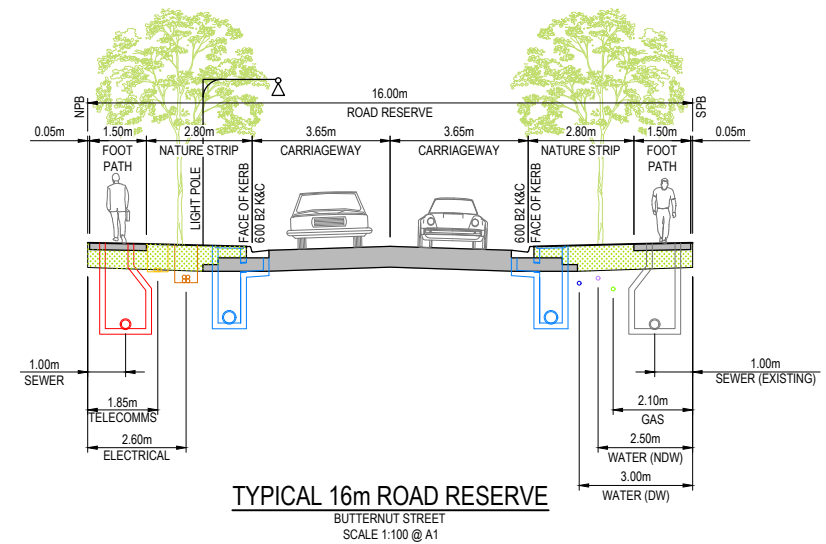 16.00m
ROAD RESERVE
NPB
SPB
0.05m
1.50m
2.80m
3.65m
3.65m
2.80m
1.50m
0.05m
FOOT
PATH
NATURE STRIP
CARRIAGEWAY
CARRIAGEWAY
NATURE STRIP
FOOT
PATH
LIGHT POLE
FACE OF KERB
600 B2 K&C
600 B2 K&C
FACE OF KERB
1.00m
SEWER
1.00m
SEWER (EXISTING)
1.85m
TELECOMMS
2.10m
GAS
2.60m
ELECTRICAL
2.50m
WATER (NDW)
3.00m
WATER (DW)
TYPICAL 16m ROAD RESERVE
BUTTERNUT STREET
SCALE 1:100 @ A1